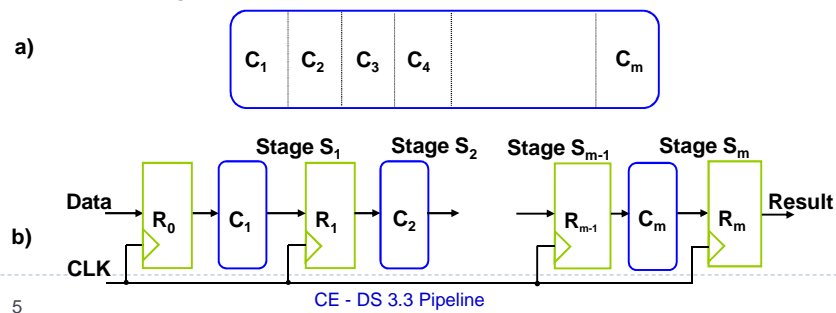 a)
C1 C2 C3 C4 Cm
Stage S1 Stage S2 Stage Sm-1 Stage Sm
Data R0 C1 R1 C2 Rm-1 Cm Rm Result
b)
CLK
CE - DS 3.3 Pipeline
5